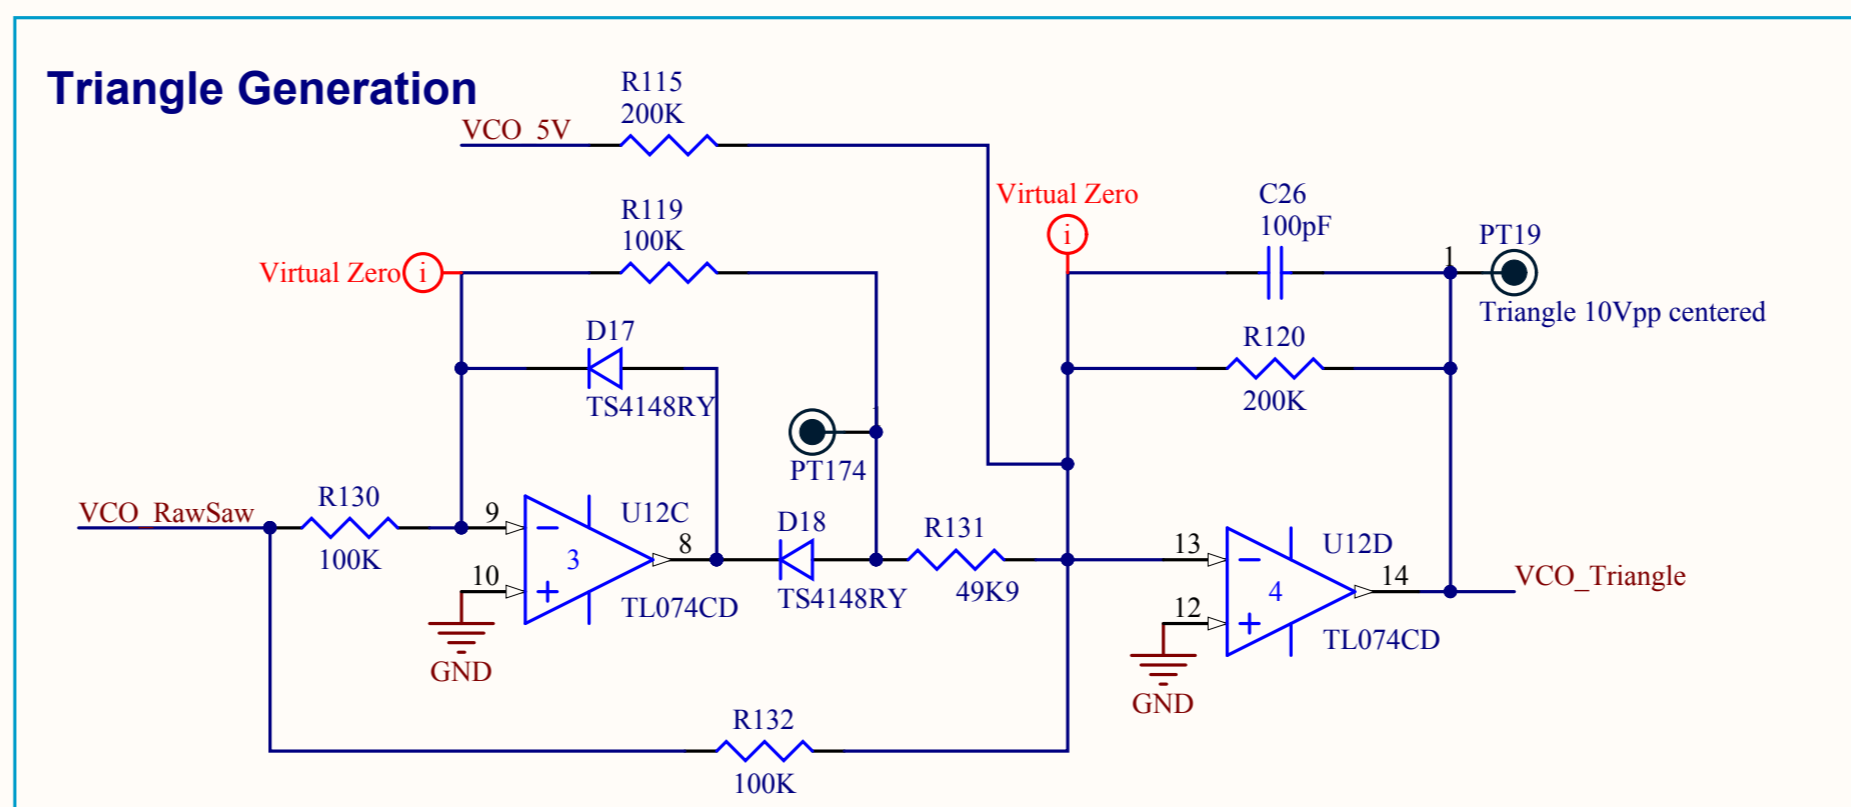 Triangle Generation
R115
200K
VCO_5V
R119
100K
Virtual Zero
i
Virtual Zero
i
C26
100pF
1
PT19
Triangle 10Vpp centered
D17
TS4148RY
R120
200K
PT174
VCO_RawSaw
R130
100K
9
10
3
U12C
8
TL074CD
GND
D18
TS4148RY
R131
49K9
13
12
4
U12D
14
TL074CD
GND
VCO_Triangle
R132
100K